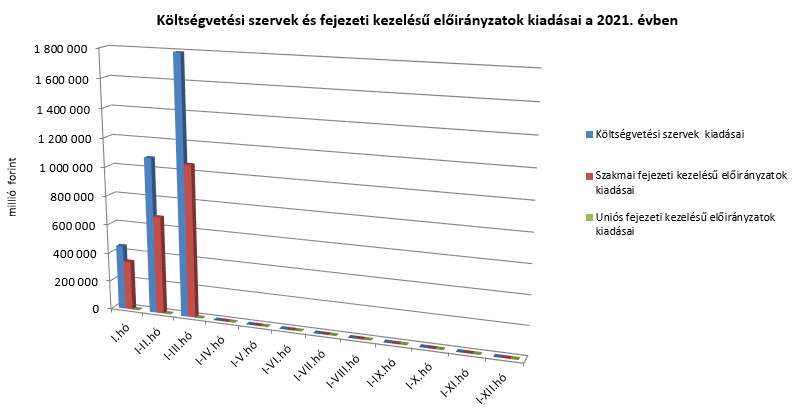 Költségvetési szervek és fejezeti kezelésű előirányzatok kiadásai a 2021. évben
millió forint
1 800 000
1 600 000
1 400 000
1 200 000
1 000 000
800 000
600 000
400 000
200 000
0
I.hó
I-II.hó
I-III.hó
I-IV.hó
I-V.hó
I-VI.hó
I-VII.hó
I-VIII.hó
I-IX.hó
I-X.hó
I-XI.hó
I-XII.hó
Költségvetési szervek kiadásai
Szakmai fejezeti kezelésű előirányzatok
kiadásai
Uniós fejezeti kezelésű előirányzatok
kiadásai